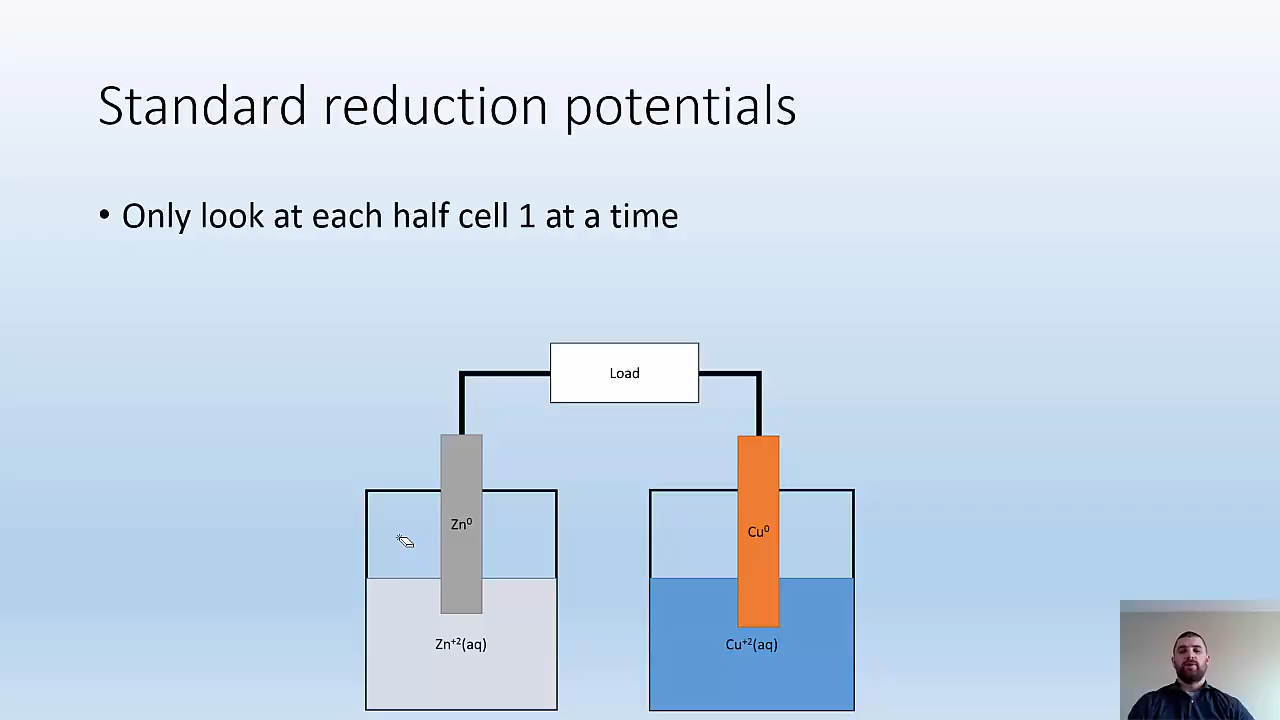 Standard reduction potentials
• Only look at each half cell 1 at a time
Load
Zn⁰
Cu⁰
Zn⁺²(aq)
Cu⁺²(aq)